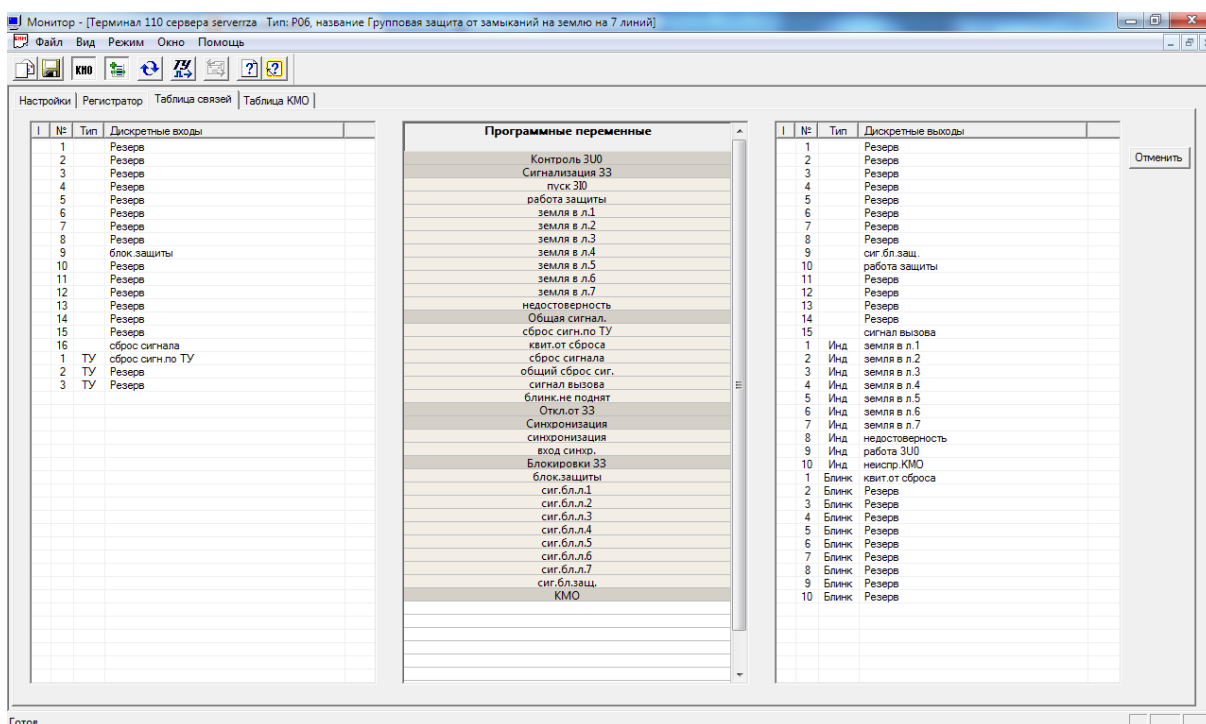 Монитор - [Терминал 110 сервера serverrza Тип: P06, название Групповая защита от замыканий на землю на 7 линий]
Файл Вид Режим Окно Помощь
КНО ТУ
Настройки Регистратор Таблица связей Таблица КМО
I № Тип Дискретные входы
1 Резерв
2 Резерв
3 Резерв
4 Резерв
5 Резерв
6 Резерв
7 Резерв
8 Резерв
9 блок.защиты
10 Резерв
11 Резерв
12 Резерв
13 Резерв
14 Резерв
15 Резерв
16 сброс сигнала
1 ТУ сброс сигн.по ТУ
2 ТУ Резерв
3 ТУ Резерв
Программные переменные
Контроль 3U0
Сигнализация ЗЗ
пуск 3I0
работа защиты
земля в л.1
земля в л.2
земля в л.3
земля в л.4
земля в л.5
земля в л.6
земля в л.7
недостоверность
Общая сигнал.
сброс сигн.по ТУ
квит.от сброса
сброс сигнала
общий сброс сиг.
сигнал вызова
блинк.не поднят
Откл.от ЗЗ
Синхронизация
синхронизация
вход синхр.
Блокировки ЗЗ
блок.защиты
сиг.бл.л.1
сиг.бл.л.2
сиг.бл.л.3
сиг.бл.л.4
сиг.бл.л.5
сиг.бл.л.6
сиг.бл.л.7
сиг.бл.защ.
КМО
I № Тип Дискретные выходы
1 Резерв
2 Резерв
3 Резерв
4 Резерв
5 Резерв
6 Резерв
7 Резерв
8 Резерв
9 сиг.бл.защ.
10 работа защиты
11 Резерв
12 Резерв
13 Резерв
14 Резерв
15 сигнал вызова
1 Инд земля в л.1
2 Инд земля в л.2
3 Инд земля в л.3
4 Инд земля в л.4
5 Инд земля в л.5
6 Инд земля в л.6
7 Инд земля в л.7
8 Инд недостоверность
9 Инд работа 3U0
10 Инд неиспр.КМО
1 Блинк квит.от сброса
2 Блинк Резерв
3 Блинк Резерв
4 Блинк Резерв
5 Блинк Резерв
6 Блинк Резерв
7 Блинк Резерв
8 Блинк Резерв
9 Блинк Резерв
10 Блинк Резерв
Отменить
Готов